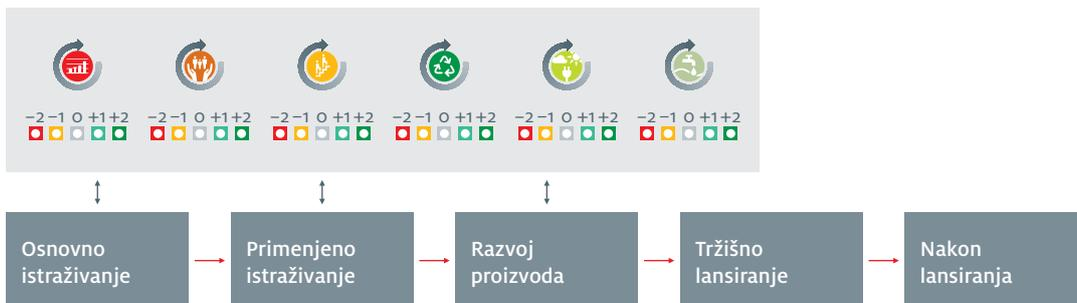 −2 −1 0 +1 +2 −2 −1 0 +1 +2 −2 −1 0 +1 +2 −2 −1 0 +1 +2 −2 −1 0 +1 +2 −2 −1 0 +1 +2
Osnovno
istraživanje
Primenjeno
istraživanje
Razvoj
proizvoda
Tržišno
lansiranje
Nakon
lansiranja